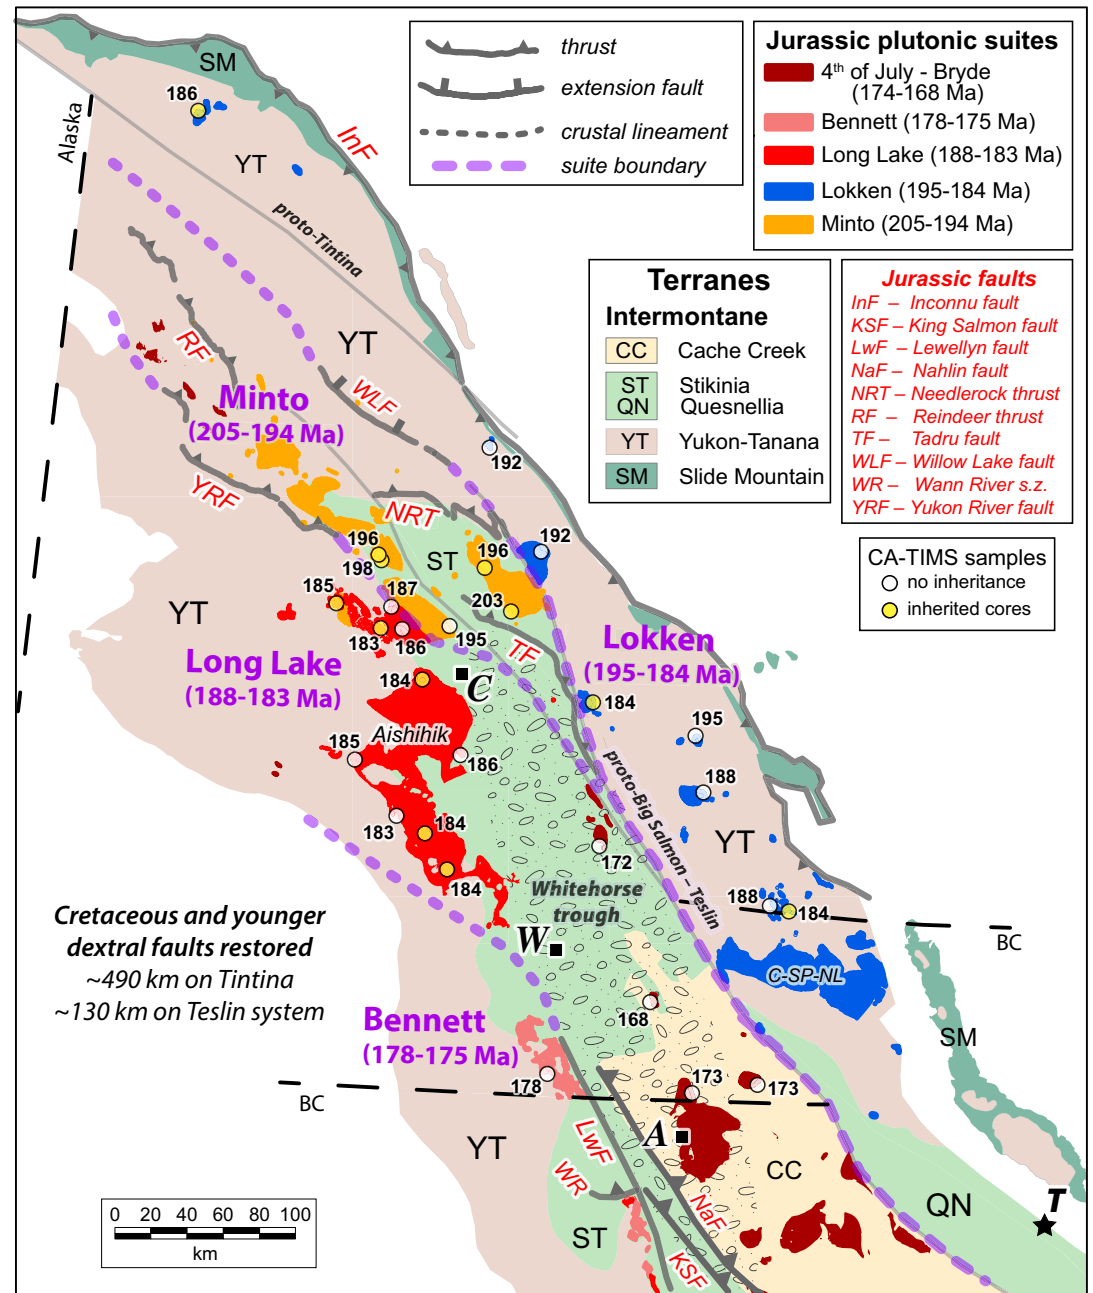 thrust
extension fault
crustal lineament
suite boundary
Jurassic plutonic suites
4th of July - Bryde
(174-168 Ma)
Bennett (178-175 Ma)
Long Lake (188-183 Ma)
Lokken (195-184 Ma)
Minto (205-194 Ma)
Terranes
Intermontane
CC Cache Creek
ST Stikinia
QN Quesnellia
YT Yukon-Tanana
SM Slide Mountain
Jurassic faults
InF – Inconnu fault
KSF – King Salmon fault
LwF – Lewellyn fault
NaF – Nahlin fault
NRT – Needlerock thrust
RF – Reindeer thrust
TF – Tadru fault
WLF – Willow Lake fault
WR – Wann River s.z.
YRF – Yukon River fault
CA-TIMS samples
no inheritance
inherited cores
SM
186
Alaska
InF
YT
proto-Tintina
YT
RF
WLF
Minto
(205-194 Ma)
192
YRF
NRT
196
198
ST
196
192
185
187
203
YT
183
186
195
TF
Lokken
(195-184 Ma)
Long Lake
(188-183 Ma)
184
C
184
195
Aishihik
185
186
188
proto-Big Salmon – Teslin
183
184
172
YT
184
Whitehorse
trough
188
184
Cretaceous and younger
dextral faults restored
~490 km on Tintina
~130 km on Teslin system
W
BC
C-SP-NL
Bennett
(178-175 Ma)
168
SM
178
173
173
BC
A
YT
LwF
CC
WR
NaF
QN
T
ST
KSF
0 20 40 60 80 100
km